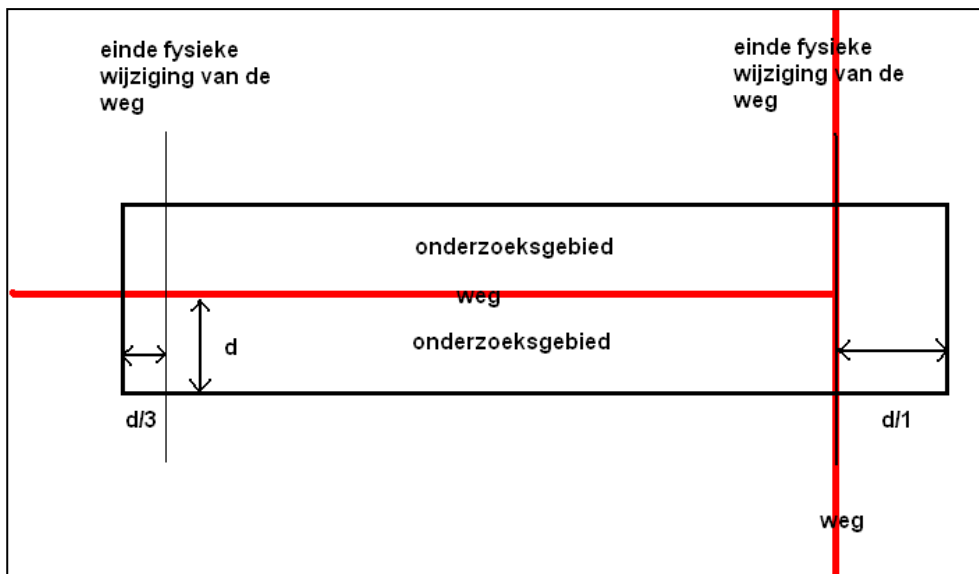 einde fysieke
wijziging van de
weg
einde fysieke
wijziging van de
weg
onderzoeksgebied
weg
d
onderzoeksgebied
d/3
d/1
weg